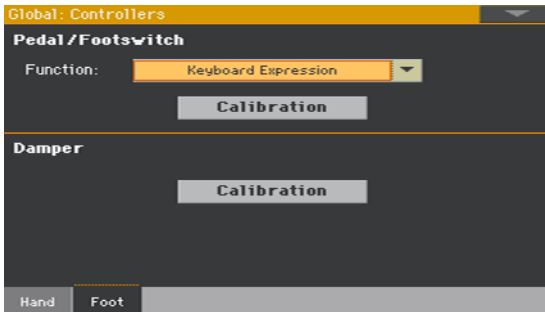 Global: Controllers
Pedal/Footswitch
Function: Keyboard Expression
Calibration
Damper
Calibration
Hand Foot